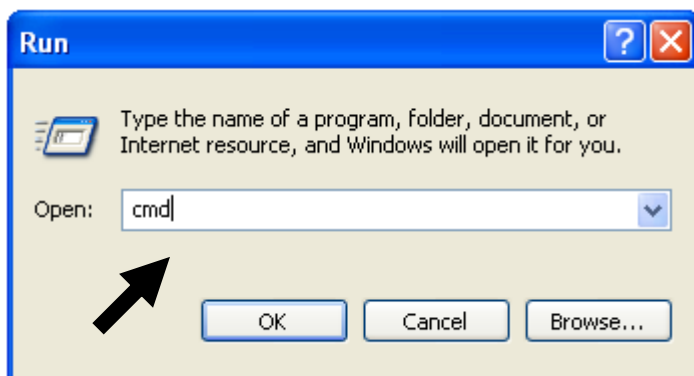 Run
Type the name of a program, folder, document, or
Internet resource, and Windows will open it for you.
Open: cmd
OK Cancel Browse...